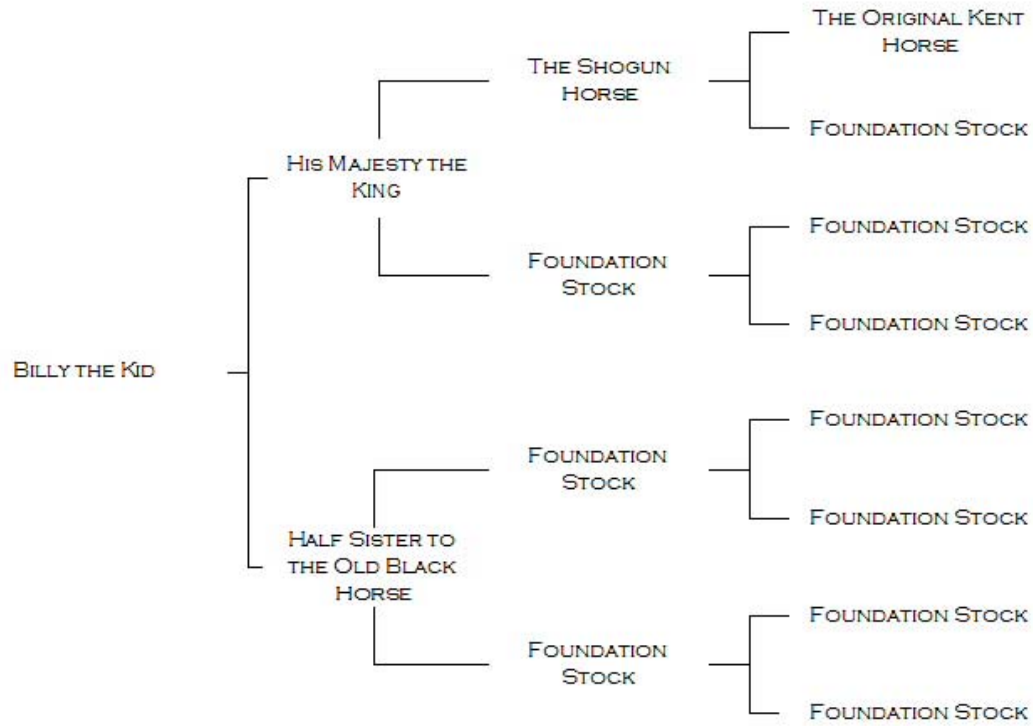 The Original Kent
Horse
The Shogun
Horse
Foundation Stock
His Majesty the
King
Foundation Stock
Foundation
Stock
Foundation Stock
Billy the Kid
Foundation Stock
Foundation
Stock
Foundation Stock
Half Sister to
the Old Black
Horse
Foundation Stock
Foundation
Stock
Foundation Stock